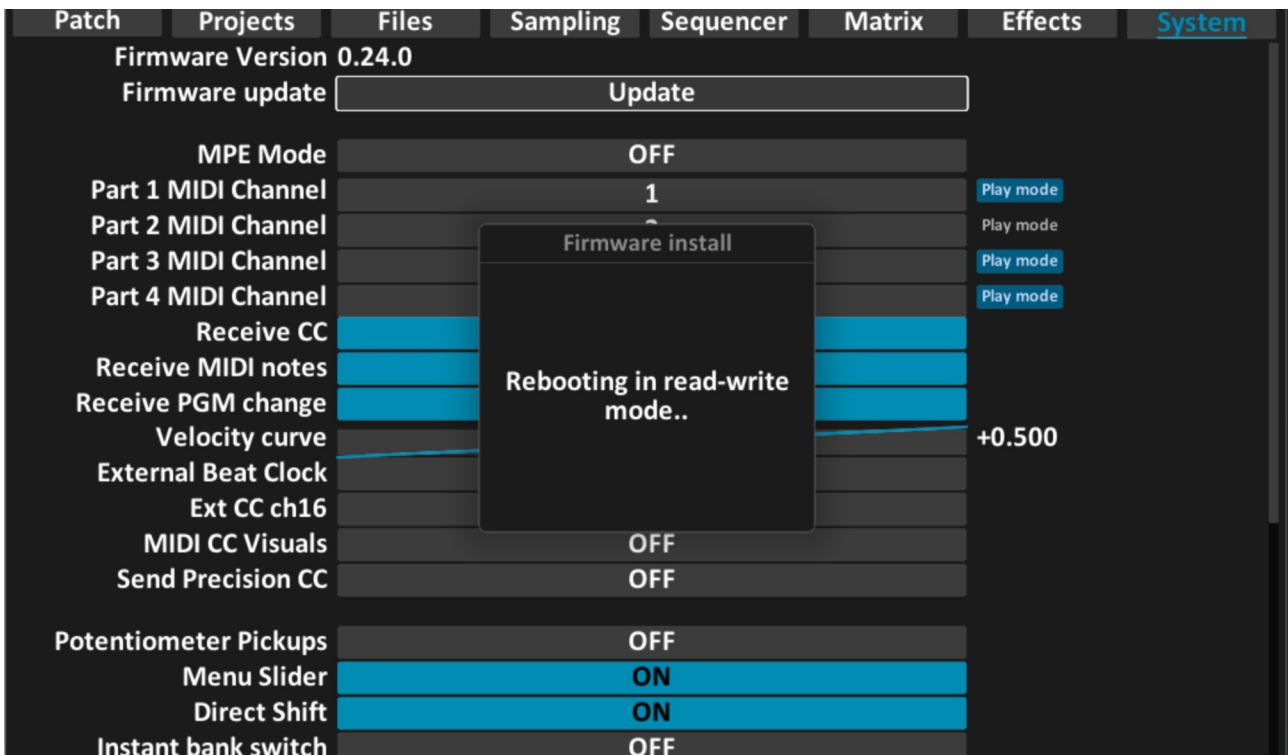 Patch Projects Files Sampling Sequencer Matrix Effects System
Firmware Version 0.24.0
Firmware update Update
MPE Mode OFF
Part 1 MIDI Channel 1 Play mode
Part 2 MIDI Channel Play mode
Part 3 MIDI Channel Play mode
Part 4 MIDI Channel Play mode
Firmware install
Rebooting in read-write
mode..
Receive CC
Receive MIDI notes
Receive PGM change
Velocity curve +0.500
External Beat Clock
Ext CC ch16
MIDI CC Visuals OFF
Send Precision CC OFF
Potentiometer Pickups OFF
Menu Slider ON
Direct Shift ON
Instant bank switch OFF